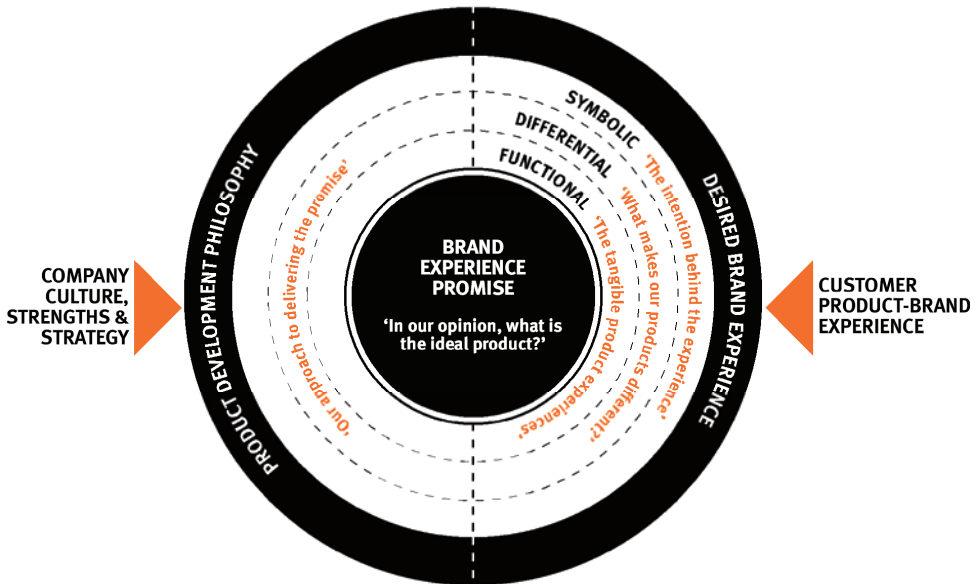 COMPANY
CULTURE,
STRENGTHS &
STRATEGY
PRODUCT DEVELOPMENT PHILOSOPHY
‘Our approach to delivering the promise’
BRAND
EXPERIENCE
PROMISE
‘In our opinion, what is
the ideal product?’
FUNCTIONAL
‘The tangible product experiences’
DIFFERENTIAL
‘What makes our products different?’
SYMBOLIC
‘The intention behind the experience’
DESIRED BRAND EXPERIENCE
CUSTOMER
PRODUCT-BRAND
EXPERIENCE